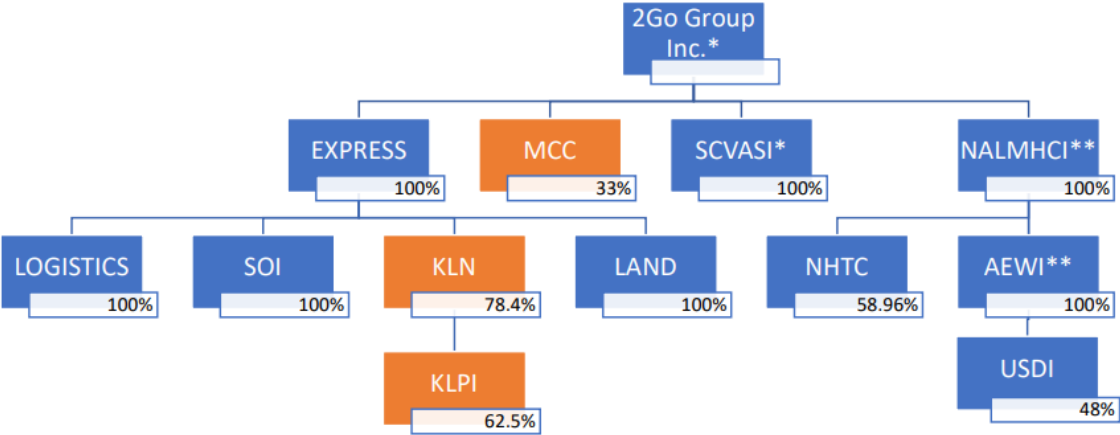 2Go Group
Inc.*
EXPRESS
100%
MCC
33%
SCVASI*
100%
NALMHCI**
100%
LOGISTICS
100%
SOI
100%
KLN
78.4%
LAND
100%
NHTC
58.96%
AEWI**
100%
KLPI
62.5%
USDI
48%